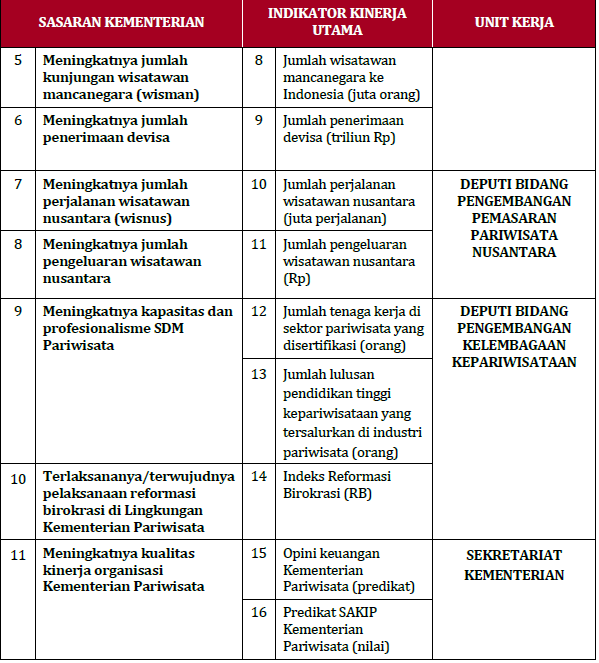 SASARAN KEMENTERIAN
INDIKATOR KINERJA
UTAMA
UNIT KERJA
5
Meningkatnya jumlah
kunjungan wisatawan
mancanegara (wisman)
8
Jumlah wisatawan
mancanegara ke
Indonesia (juta orang)
6
Meningkatnya jumlah
penerimaan devisa
9
Jumlah penerimaan
devisa (triliun Rp)
7
Meningkatnya jumlah
perjalanan wisatawan
nusantara (wisnus)
10
Jumlah perjalanan
wisatawan nusantara
(juta perjalanan)
DEPUTI BIDANG
PENGEMBANGAN
PEMASARAN
PARIWISATA
NUSANTARA
8
Meningkatnya jumlah
pengeluaran wisatawan
nusantara
11
Jumlah pengeluaran
wisatawan nusantara
(Rp)
9
Meningkatnya kapasitas dan
profesionalisme SDM
Pariwisata
12
Jumlah tenaga kerja di
sektor pariwisata yang
disertifikasi (orang)
DEPUTI BIDANG
PENGEMBANGAN
KELEMBAGAAN
KEPARIWISATAAN
13
Jumlah lulusan
pendidikan tinggi
kepariwisataan yang
tersalurkan di industri
pariwisata (orang)
10
Terlaksananya/terwujudnya
pelaksanaan reformasi
birokrasi di Lingkungan
Kementerian Pariwisata
14
Indeks Reformasi
Birokrasi (RB)
11
Meningkatnya kualitas
kinerja organisasi
Kementerian Pariwisata
15
Opini keuangan
Kementerian
Pariwisata (predikat)
SEKRETARIAT
KEMENTERIAN
16
Predikat SAKIP
Kementerian
Pariwisata (nilai)